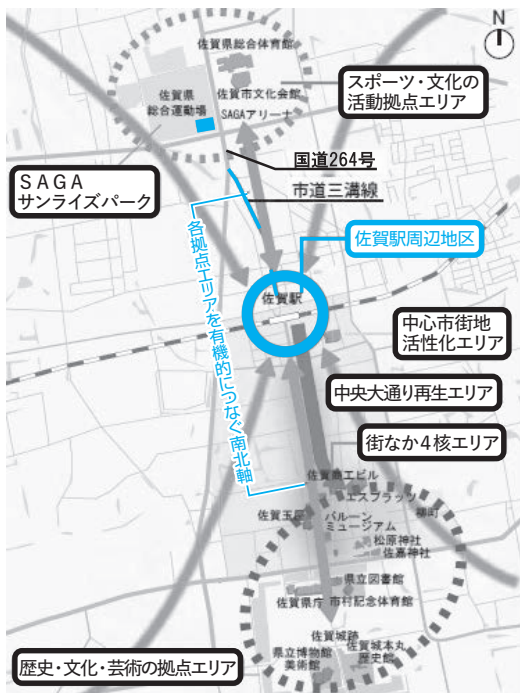 N
佐賀県総合体育館
スポーツ・文化の
活動拠点エリア
佐賀県
総合運動場
佐賀市文化会館
SAGAアリーナ
国道264号
SAGA
サンライズパーク
市道三溝線
佐賀駅周辺地区
各拠点エリアを有機的につなぐ南北軸
佐賀駅
中心市街地
活性化エリア
中央大通り再生エリア
街なか4核エリア
佐賀商工ビル
エスプラッツ
佐賀玉屋
バルーン
ミュージアム
柳町
松原神社
佐嘉神社
県立図書館
佐賀県庁
市村記念体育館
佐賀城跡
県立博物館
美術館
佐賀城本丸
歴史館
歴史・文化・芸術の拠点エリア